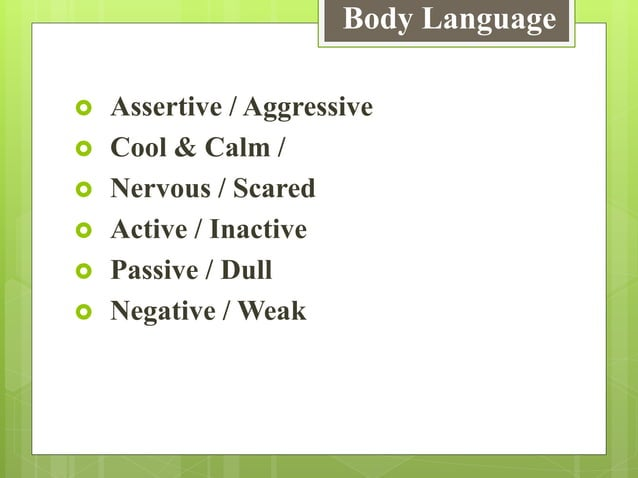 Body Language
Assertive / Aggressive
Cool & Calm /
Nervous / Scared
Active / Inactive
Passive / Dull
Negative / Weak